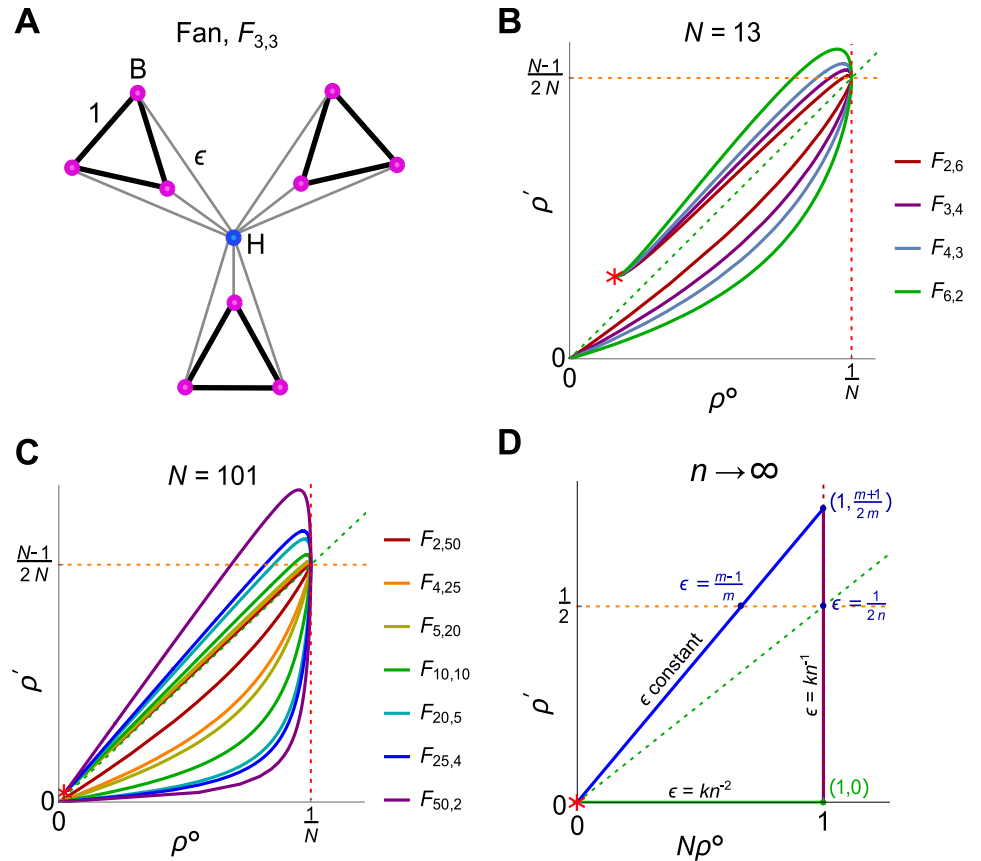 A
Fan, F₃,₃
B
1
ϵ
H
B
N = 13
N-1
2 N
ρ′
0
0
1
N
ρ°
F₂,₆
F₃,₄
F₄,₃
F₆,₂
C
N = 101
N-1
2 N
ρ′
0
0
1
N
ρ°
F₂,₅₀
F₄,₂₅
F₅,₂₀
F₁₀,₁₀
F₂₀,₅
F₂₅,₄
F₅₀,₂
D
n → ∞
(1, m+1/2 m)
ϵ = m-1/m
1
2
ϵ = 1/2 n
ρ′
ϵ constant
ϵ = kn⁻¹
ϵ = kn⁻²
(1,0)
0
0
1
Nρ°